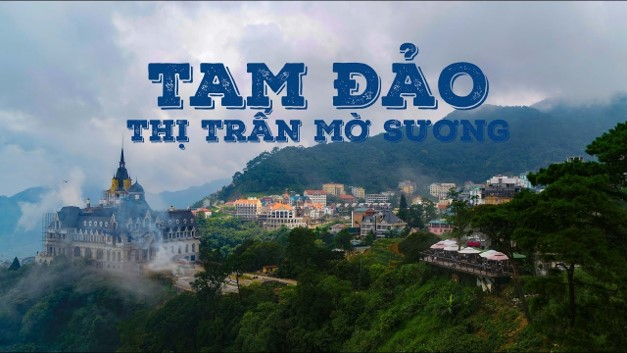 TAM ĐẢO
THỊ TRẤN MỜ SƯƠNG